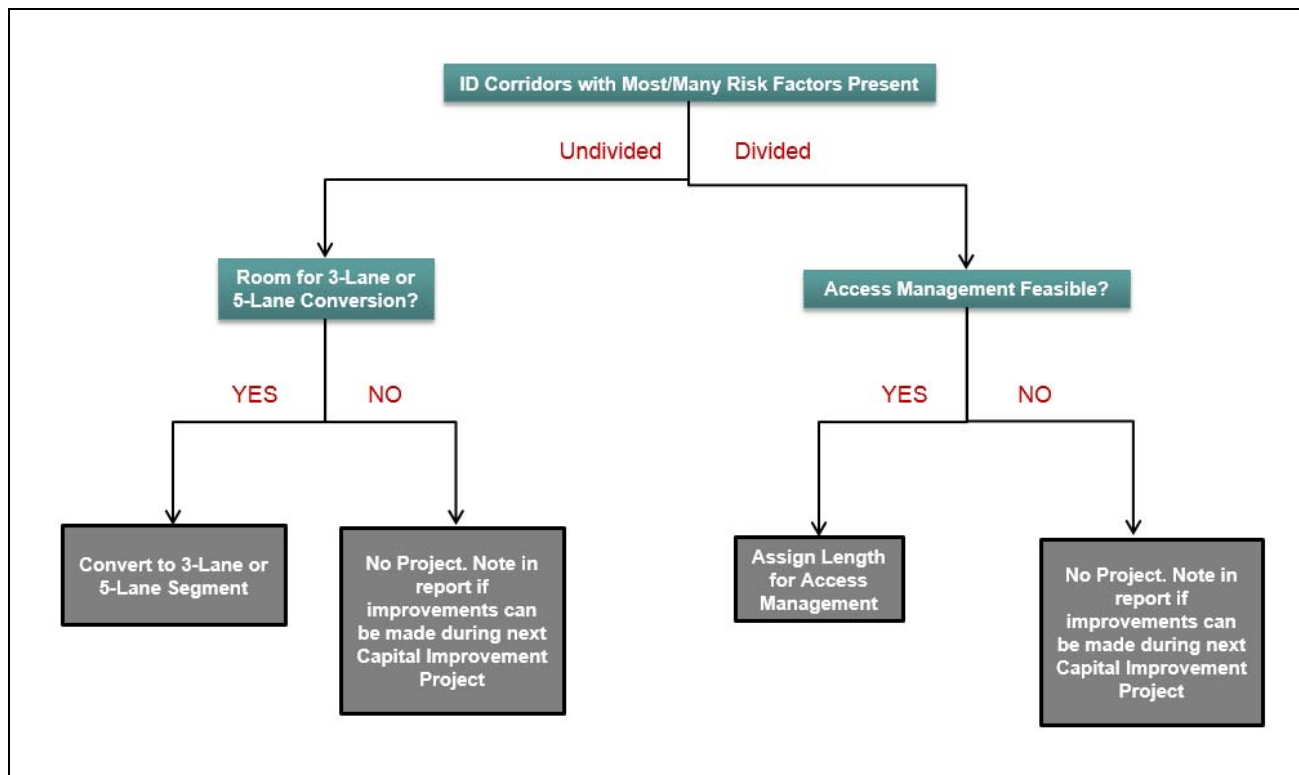 ID Corridors with Most/Many Risk Factors Present
Undivided
Divided
Room for 3-Lane or
5-Lane Conversion?
Access Management Feasible?
YES
NO
YES
NO
Convert to 3-Lane or
5-Lane Segment
No Project. Note in
report if
improvements can
be made during next
Capital Improvement
Project
Assign Length
for Access
Management
No Project. Note in
report if
improvements can
be made during next
Capital Improvement
Project